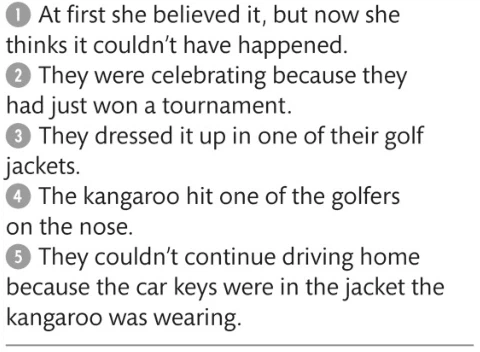 1 At first she believed it, but now she
thinks it couldn’t have happened.
2 They were celebrating because they
had just won a tournament.
3 They dressed it up in one of their golf
jackets.
4 The kangaroo hit one of the golfers
on the nose.
5 They couldn’t continue driving home
because the car keys were in the jacket the
kangaroo was wearing.